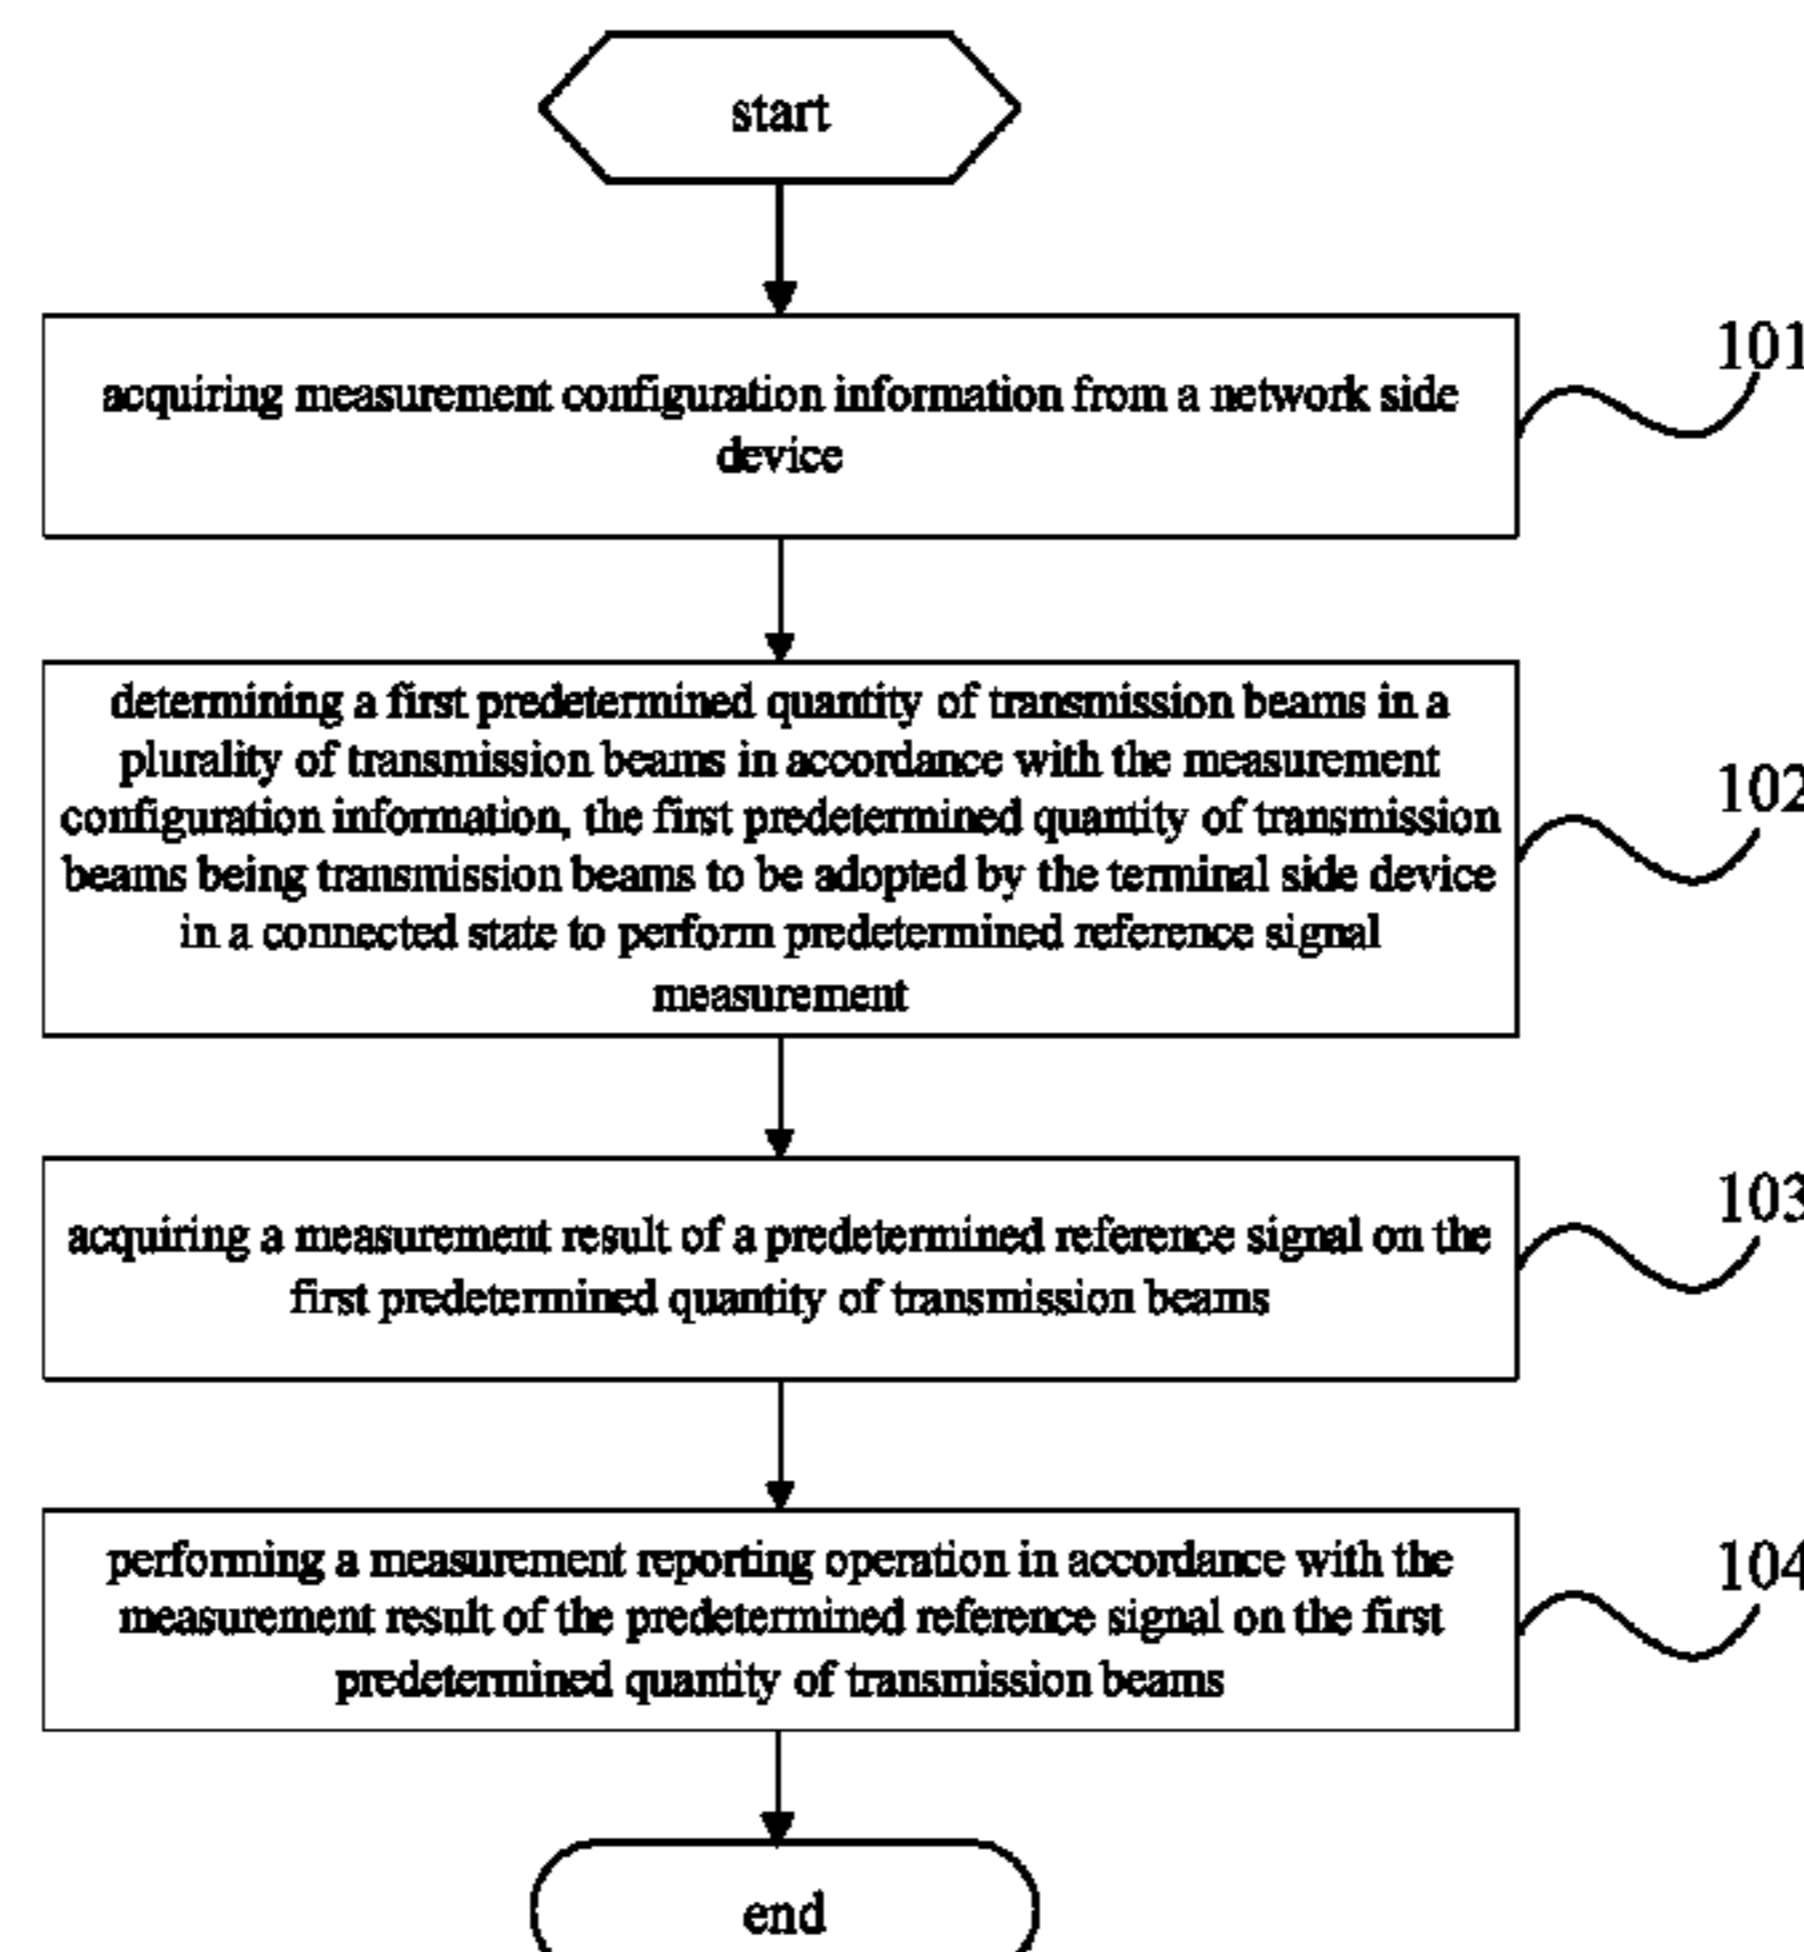 start
101
acquiring measurement configuration information from a network side
device
determining a first predetermined quantity of transmission beams in a
plurality of transmission beams in accordance with the measurement
102
configuration information, the first predetermined quantity of transmission
beams being transmission beams to be adopted by the terminal side device
in a connected state to perform predetermined reference signal
measurement
103
acquiring a measurement result of a predetermined reference signal on the
first predetermined quantity of transmission beams
104
performing a measurement reporting operation in accordance with the
measurement result of the predetermined reference signal on the first
predetermined quantity of transmission beams
end